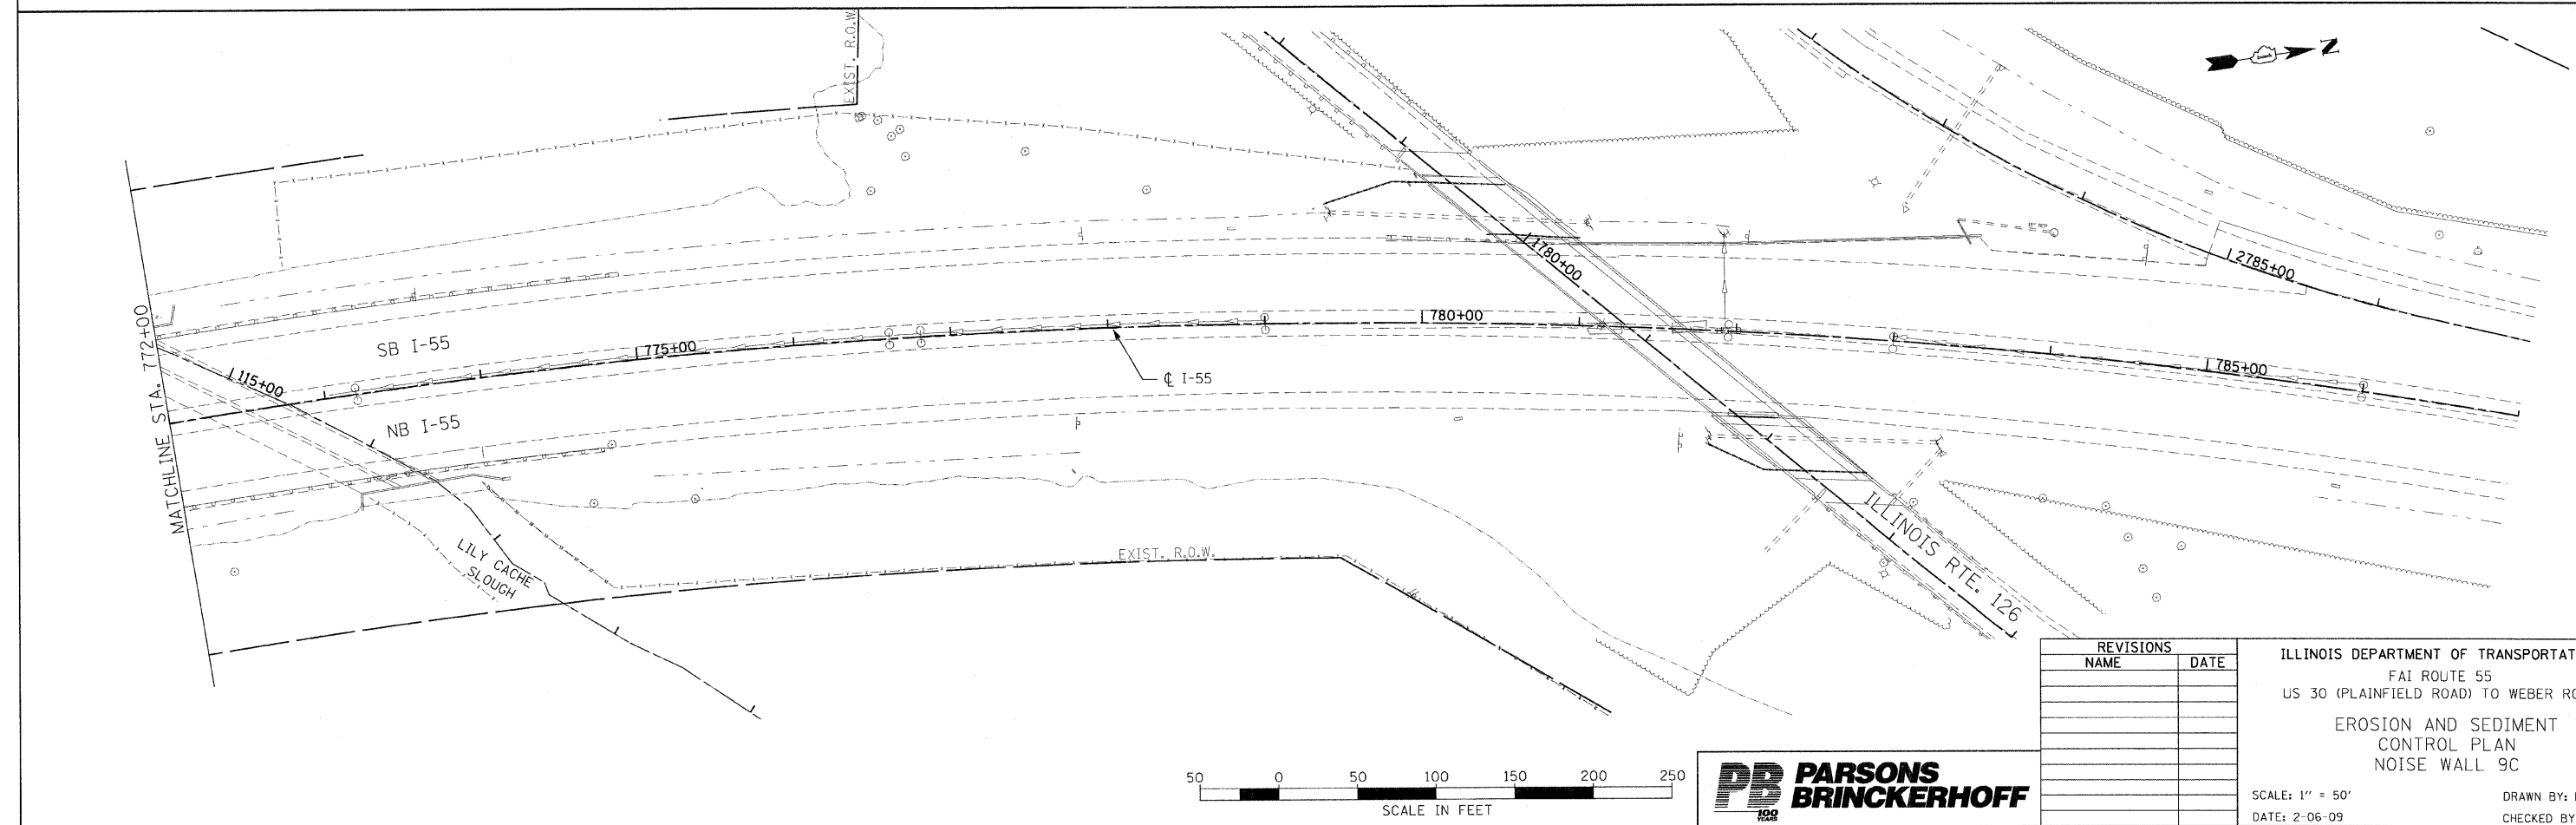 EXIST. R.O.W.
N
MATCHLINE STA. 772+00
SB I-55
NB I-55
115+00
775+00
780+00
1780+00
785+00
2785+00
℄ I-55
LILY CACHE
SLOUGH
EXIST. R.O.W.
ILLINOIS RTE. 126
50 0 50 100 150 200 250
SCALE IN FEET
PB
100
YEARS
PARSONS
BRINCKERHOFF
REVISIONS
NAME DATE
ILLINOIS DEPARTMENT OF TRANSPORTAT
FAI ROUTE 55
US 30 (PLAINFIELD ROAD) TO WEBER RO
EROSION AND SEDIMENT
CONTROL PLAN
NOISE WALL 9C
SCALE: 1" = 50'
DRAWN BY:
DATE: 2-06-09
CHECKED BY